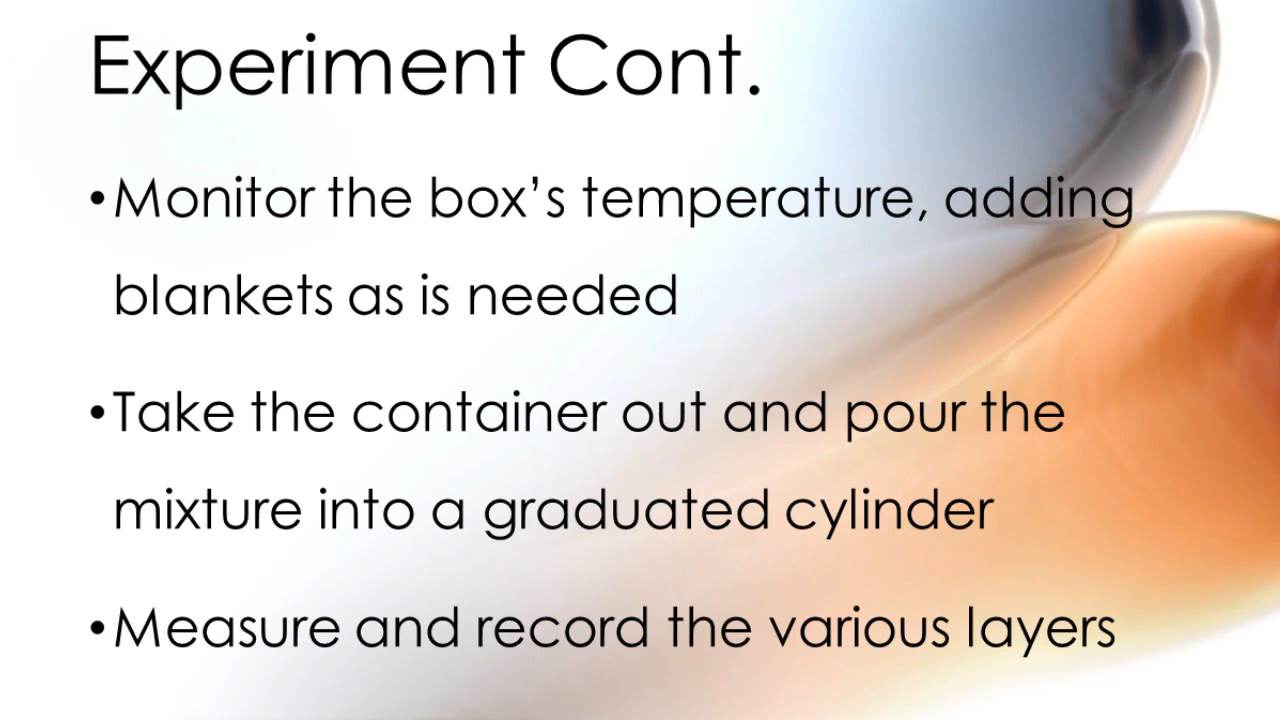 Experiment Cont.
•Monitor the box’s temperature, adding
blankets as is needed
•Take the container out and pour the
mixture into a graduated cylinder
•Measure and record the various layers